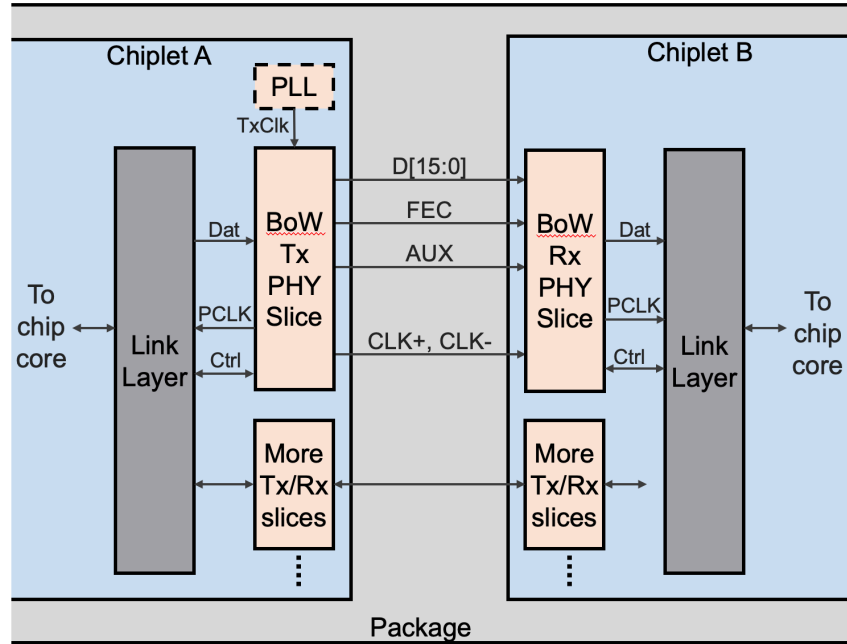 Chiplet A
Chiplet B
PLL
TxClk
D[15:0]
FEC
AUX
CLK+, CLK-
BoW
Tx
PHY
Slice
BoW
Rx
PHY
Slice
Dat
PCLK
Ctrl
Dat
PCLK
Ctrl
To
chip
core
Link
Layer
Link
Layer
To
chip
core
More
Tx/Rx
slices
More
Tx/Rx
slices
Package